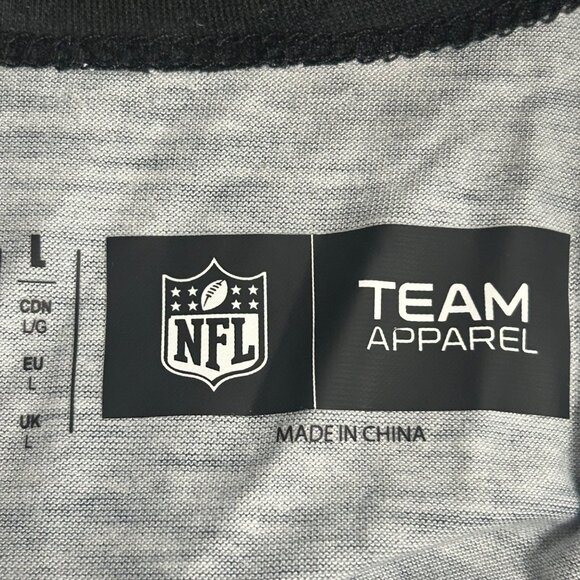 L
CDN
L/G
EU
L
UK
L
NFL
TEAM
APPAREL
MADE IN CHINA